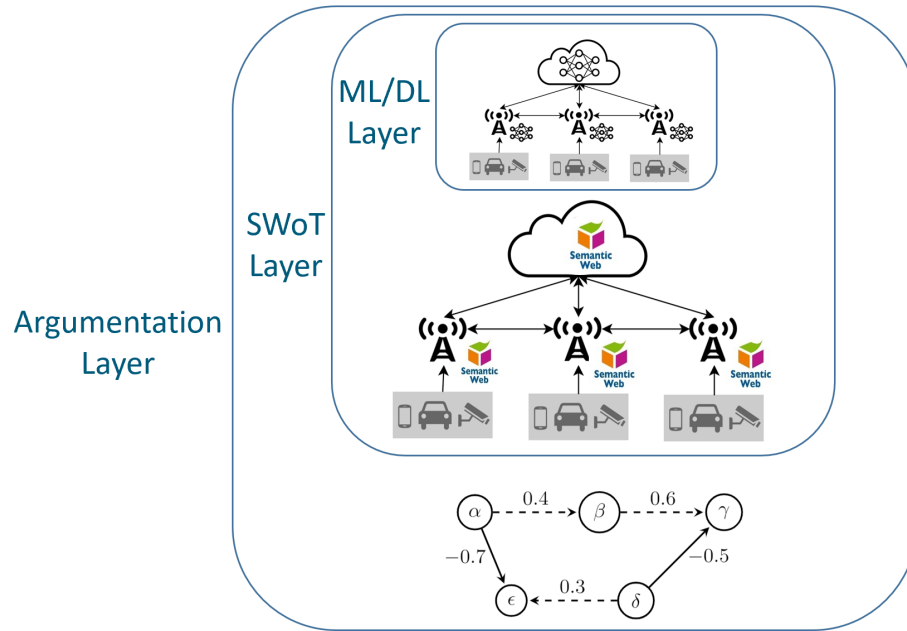 ML/DL
Layer
SWoT
Layer
Semantic
Web
Argumentation
Layer
Semantic
Web
Semantic
Web
Semantic
Web
α
0.4
β
0.6
γ
−0.7
−0.5
ϵ
0.3
δ